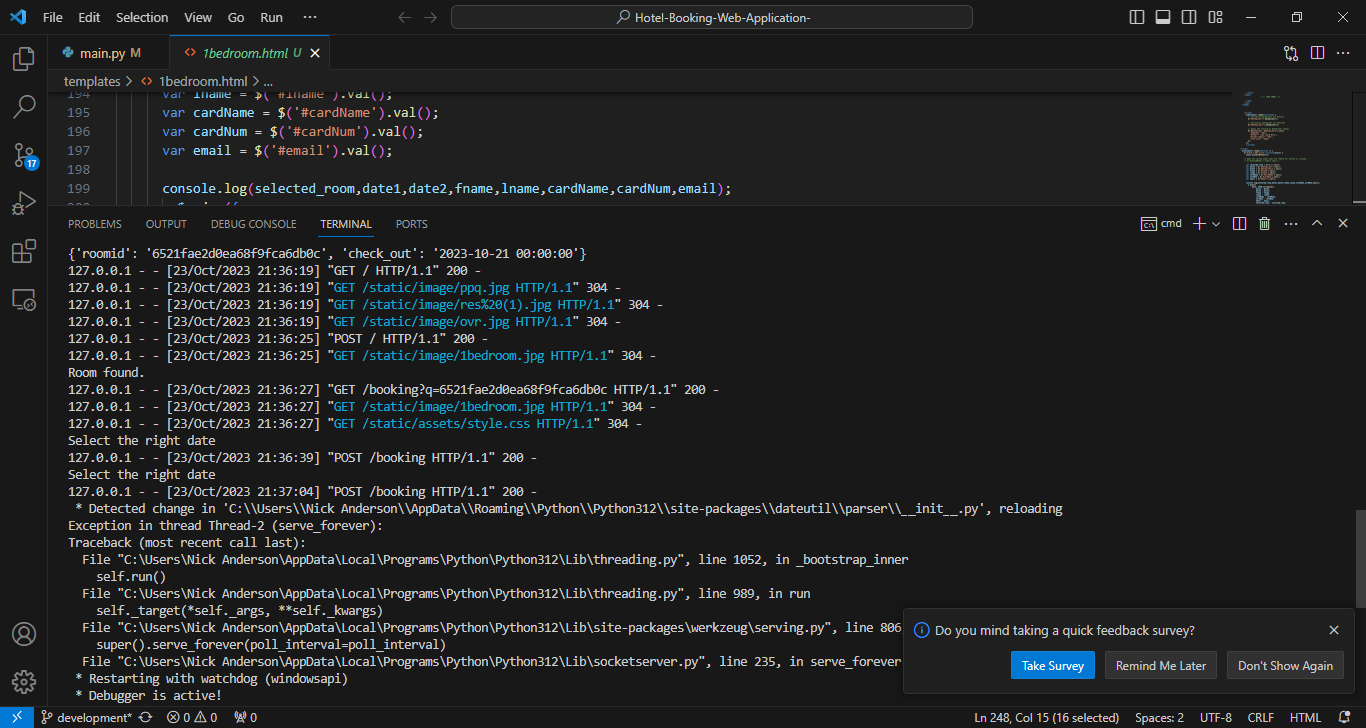 File Edit Selection View Go Run ··· Hotel-Booking-Web-Application-
main.py M 1bedroom.html U
templates > 1bedroom.html > ...
194 var lname = $('#lname').val();
195 var cardName = $('#cardName').val();
196 var cardNum = $('#cardNum').val();
197 var email = $('#email').val();
198
199 console.log(selected_room,date1,date2,fname,lname,cardName,cardNum,email);
PROBLEMS OUTPUT DEBUG CONSOLE TERMINAL PORTS cmd
{'roomid': '6521fae2d0ea68f9fca6db0c', 'check_out': '2023-10-21 00:00:00'}
127.0.0.1 - - [23/Oct/2023 21:36:19] "GET / HTTP/1.1" 200 -
127.0.0.1 - - [23/Oct/2023 21:36:19] "GET /static/image/ppq.jpg HTTP/1.1" 304 -
127.0.0.1 - - [23/Oct/2023 21:36:19] "GET /static/image/res%20(1).jpg HTTP/1.1" 304 -
127.0.0.1 - - [23/Oct/2023 21:36:19] "GET /static/image/ovr.jpg HTTP/1.1" 304 -
127.0.0.1 - - [23/Oct/2023 21:36:25] "POST / HTTP/1.1" 200 -
127.0.0.1 - - [23/Oct/2023 21:36:25] "GET /static/image/1bedroom.jpg HTTP/1.1" 304 -
Room found.
127.0.0.1 - - [23/Oct/2023 21:36:27] "GET /booking?q=6521fae2d0ea68f9fca6db0c HTTP/1.1" 200 -
127.0.0.1 - - [23/Oct/2023 21:36:27] "GET /static/image/1bedroom.jpg HTTP/1.1" 304 -
127.0.0.1 - - [23/Oct/2023 21:36:27] "GET /static/assets/style.css HTTP/1.1" 304 -
Select the right date
127.0.0.1 - - [23/Oct/2023 21:36:39] "POST /booking HTTP/1.1" 200 -
Select the right date
127.0.0.1 - - [23/Oct/2023 21:37:04] "POST /booking HTTP/1.1" 200 -
* Detected change in 'C:\\Users\\Nick Anderson\\AppData\\Roaming\\Python\\Python312\\site-packages\\dateutil\\parser\\__init__.py', reloading
Exception in thread Thread-2 (serve_forever):
Traceback (most recent call last):
File "C:\Users\Nick Anderson\AppData\Local\Programs\Python\Python312\Lib\threading.py", line 1052, in _bootstrap_inner
self.run()
File "C:\Users\Nick Anderson\AppData\Local\Programs\Python\Python312\Lib\threading.py", line 989, in run
self._target(*self._args, **self._kwargs)
File "C:\Users\Nick Anderson\AppData\Local\Programs\Python\Python312\Lib\site-packages\werkzeug\serving.py", line 806
super().serve_forever(poll_interval=poll_interval)
File "C:\Users\Nick Anderson\AppData\Local\Programs\Python\Python312\Lib\socketserver.py", line 235, in serve_forever
* Restarting with watchdog (windowsapi)
* Debugger is active!
Do you mind taking a quick feedback survey?
Take Survey Remind Me Later Don't Show Again
17
development* 0 0 0 Ln 248, Col 15 (16 selected) Spaces: 2 UTF-8 CRLF HTML